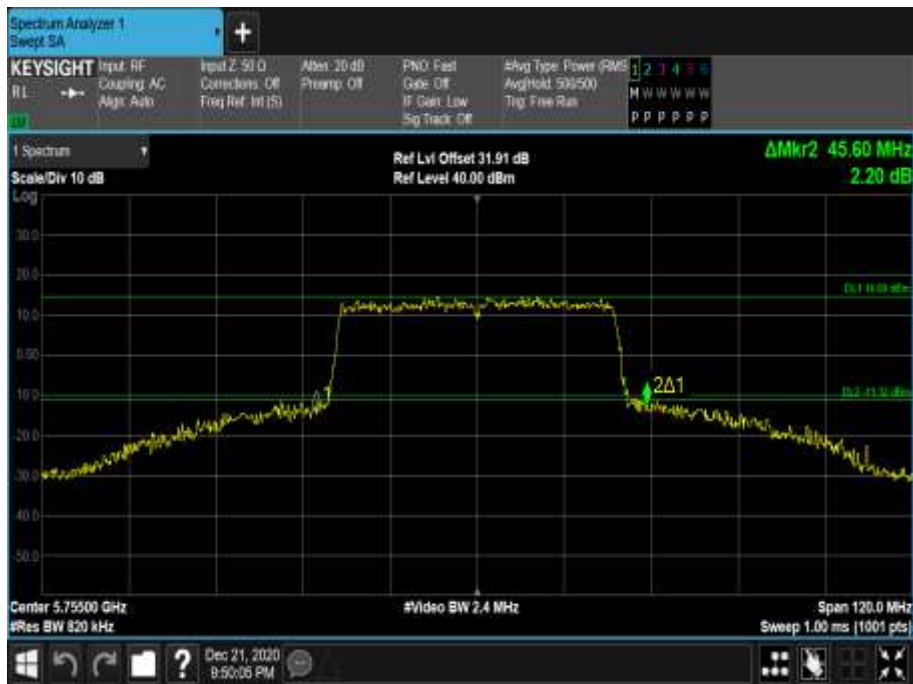 Spectrum Analyzer 1
Swept SA
+
KEYSIGHT
RL
Input: RF
Coupling: AC
Align: Auto
Input Z: 50 Ω
Corrections: Off
Freq Ref: Int (S)
Atten: 20 dB
Preamp: Off
PNO: Fast
Gate: Off
IF Gain: Low
Sig Track: Off
#Avg Type: Power (RMS
Avg|Hold: 500/500
Trig: Free Run
1 2 3 4 5 6
M W W W W W
P P P P P P
1 Spectrum
Scale/Div 10 dB
Ref Lvl Offset 31.91 dB
Ref Level 40.00 dBm
ΔMkr2 45.60 MHz
2.20 dB
Log
30.0
20.0
10.0
0.00
-10.0
-20.0
-30.0
-40.0
-50.0
2Δ1
Center 5.75500 GHz
#Res BW 820 kHz
#Video BW 2.4 MHz
Span 120.0 MHz
Sweep 1.00 ms (1001 pts)
?
Dec 21, 2020
9:50:05 PM